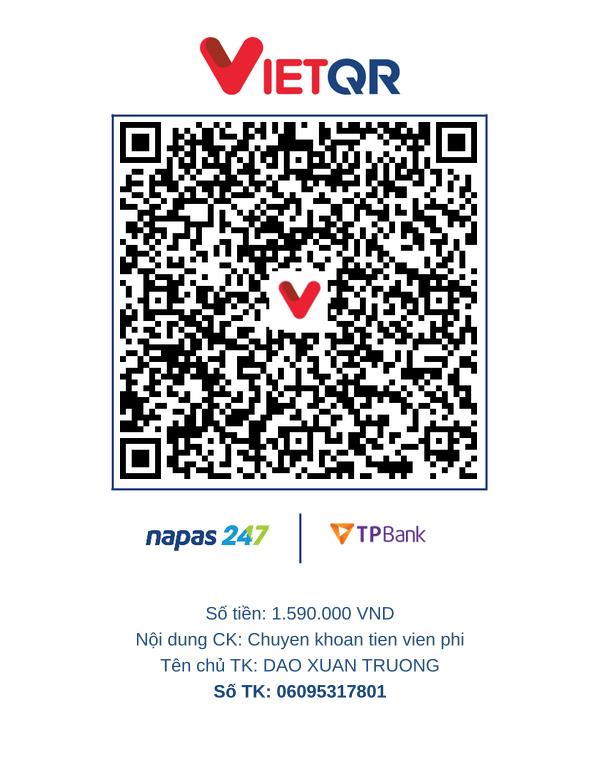 VIETQR
napas 247
TPBank
Số tiền: 1.590.000 VND
Nội dung CK: Chuyen khoan tien vien phi
Tên chủ TK: DAO XUAN TRUONG
Số TK: 06095317801